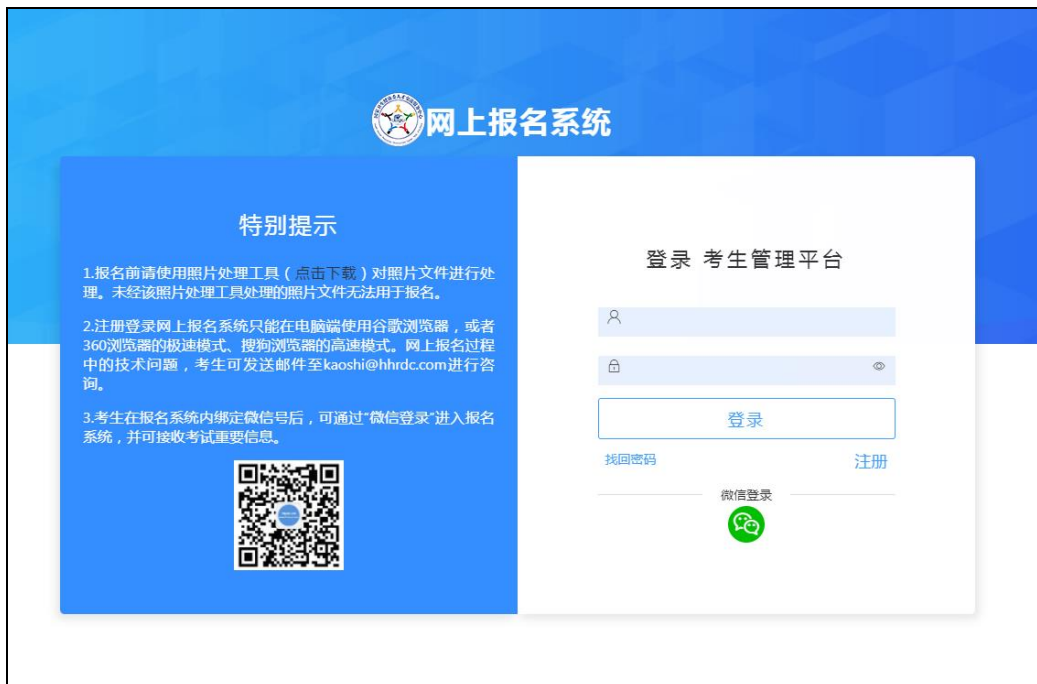 网上报名系统
特别提示
1.报名前请使用照片处理工具（点击下载）对照片文件进行处
理。未经该照片处理工具处理的照片文件无法用于报名。
2.注册登录网上报名系统只能在电脑端使用谷歌浏览器，或者
360浏览器的极速模式、搜狗浏览器的高速模式。网上报名过程
中的技术问题，考生可发送邮件至kaoshi@hhrdc.com进行咨
询。
3.考生在报名系统内绑定微信号后，可通过“微信登录”进入报名
系统，并可接收考试重要信息。
登录 考生管理平台
登录
找回密码
注册
微信登录